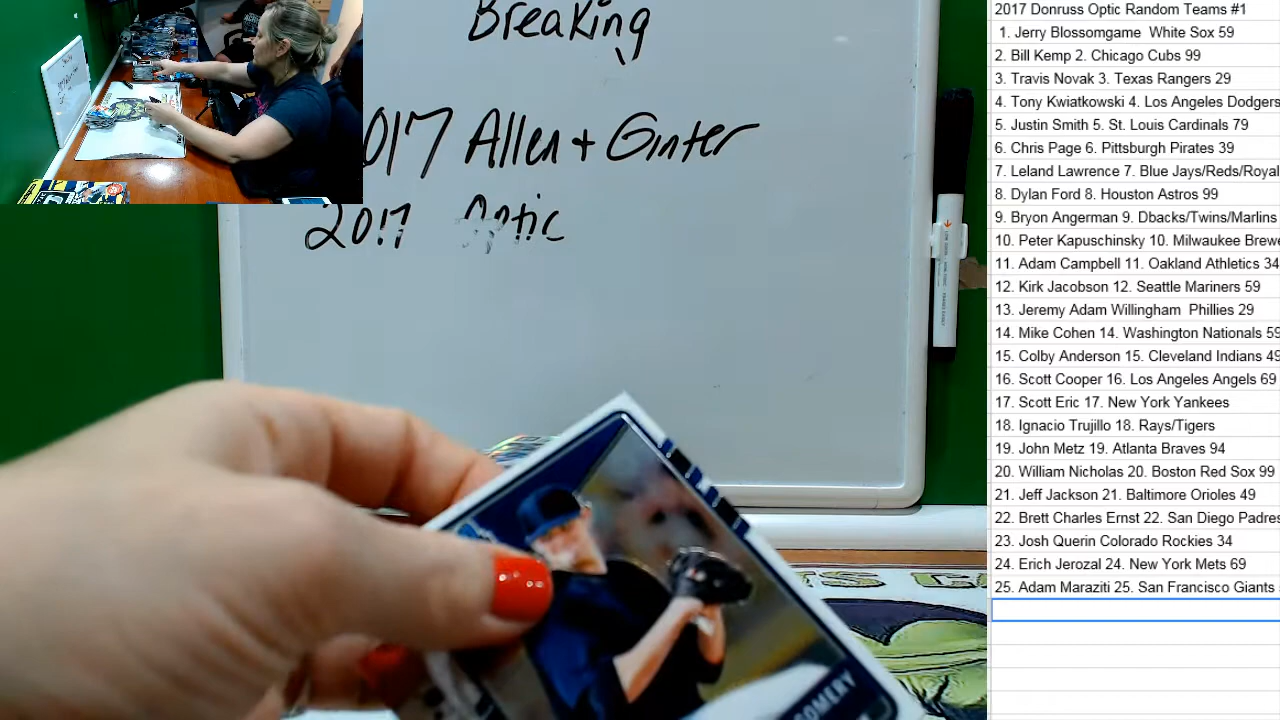 Breaking
2017 Allen + Ginter
2017 Optic
2017 Donruss Optic Random Teams #1
1. Jerry Blossomgame White Sox 59
2. Bill Kemp 2. Chicago Cubs 99
3. Travis Novak 3. Texas Rangers 29
4. Tony Kwiatkowski 4. Los Angeles Dodgers
5. Justin Smith 5. St. Louis Cardinals 79
6. Chris Page 6. Pittsburgh Pirates 39
7. Leland Lawrence 7. Blue Jays/Reds/Royal
8. Dylan Ford 8. Houston Astros 99
9. Bryon Angerman 9. Dbacks/Twins/Marlins
10. Peter Kapuschinsky 10. Milwaukee Brewe
11. Adam Campbell 11. Oakland Athletics 34
12. Kirk Jacobson 12. Seattle Mariners 59
13. Jeremy Adam Willingham Phillies 29
14. Mike Cohen 14. Washington Nationals 59
15. Colby Anderson 15. Cleveland Indians 49
16. Scott Cooper 16. Los Angeles Angels 69
17. Scott Eric 17. New York Yankees
18. Ignacio Trujillo 18. Rays/Tigers
19. John Metz 19. Atlanta Braves 94
20. William Nicholas 20. Boston Red Sox 99
21. Jeff Jackson 21. Baltimore Orioles 49
22. Brett Charles Ernst 22. San Diego Padres
23. Josh Querin Colorado Rockies 34
24. Erich Jerozal 24. New York Mets 69
25. Adam Maraziti 25. San Francisco Giants
OMERY